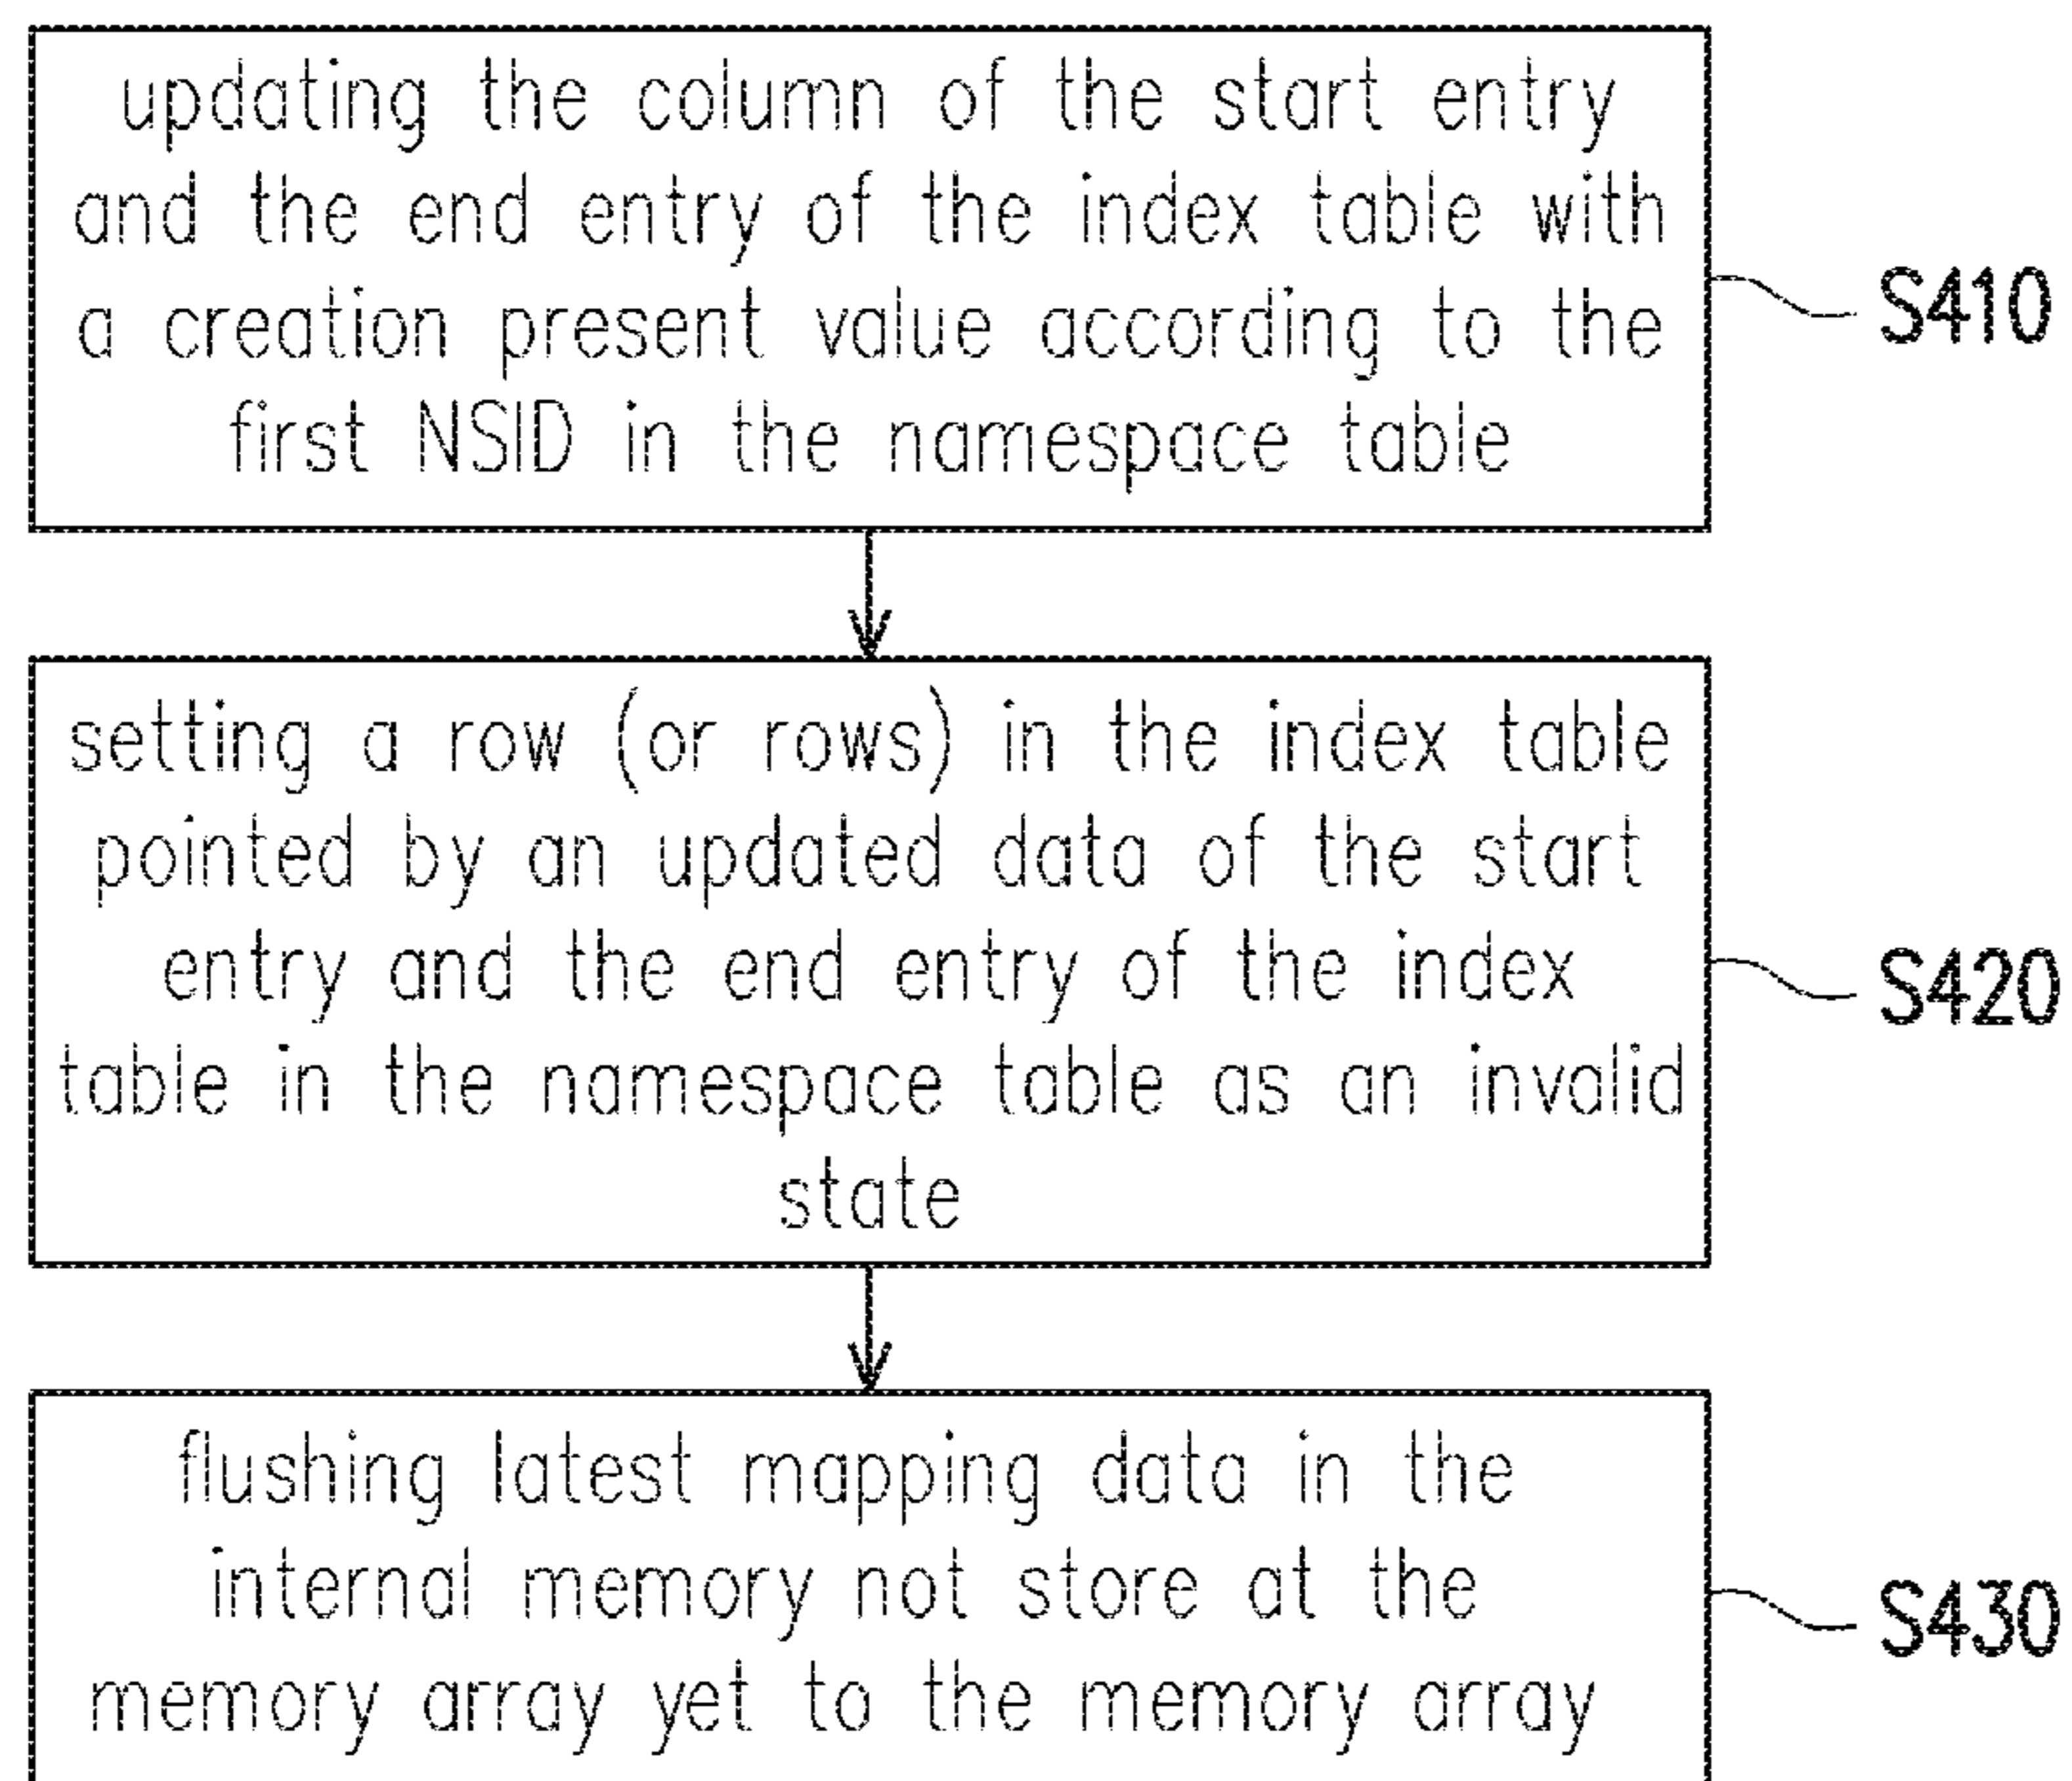 updating the column of the start entry
and the end entry of the index table with
a creation present value according to the
first NSID in the namespace table
S410
setting a row (or rows) in the index table
pointed by an updated data of the start
entry and the end entry of the index
table in the namespace table as an invalid
state
S420
flushing latest mapping data in the
internal memory not store at the
memory array yet to the memory array
S430